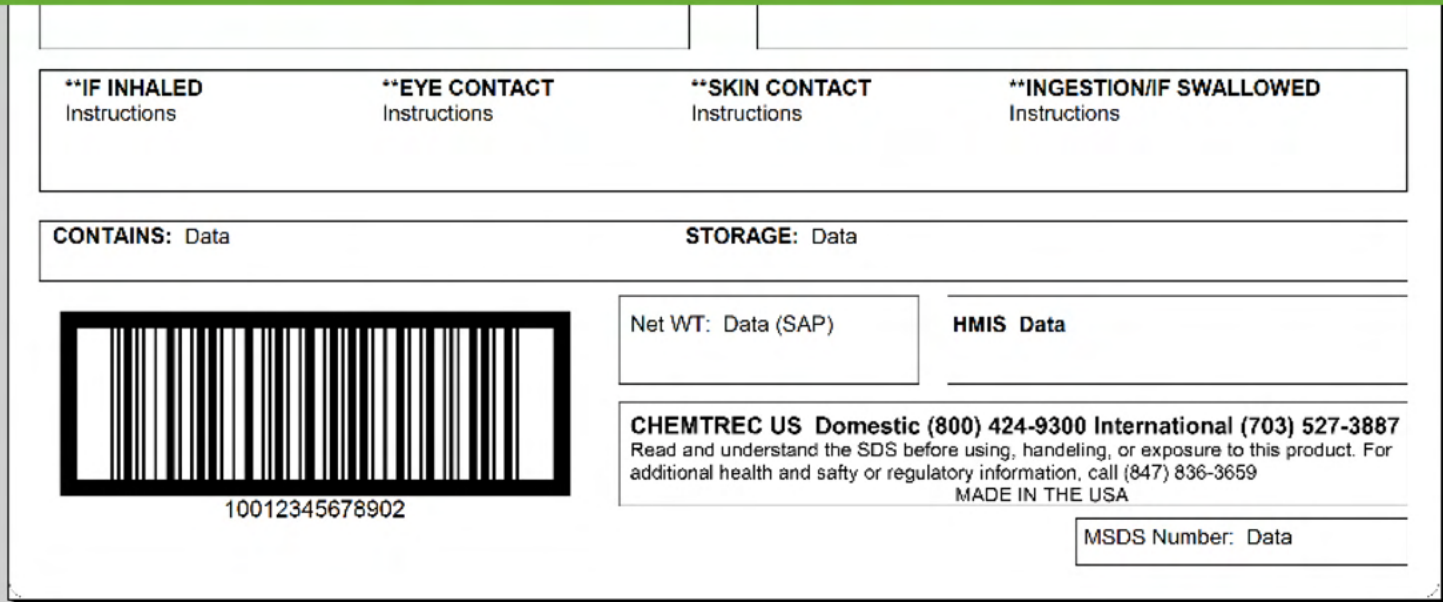 **IF INHALED **EYE CONTACT **SKIN CONTACT **INGESTION/IF SWALLOWED
Instructions Instructions Instructions Instructions
CONTAINS: Data STORAGE: Data
Net WT: Data (SAP) HMIS Data
CHEMTREC US Domestic (800) 424-9300 International (703) 527-3887
Read and understand the SDS before using, handeling, or exposure to this product. For
additional health and safty or regulatory information, call (847) 836-3659
MADE IN THE USA
10012345678902
MSDS Number: Data